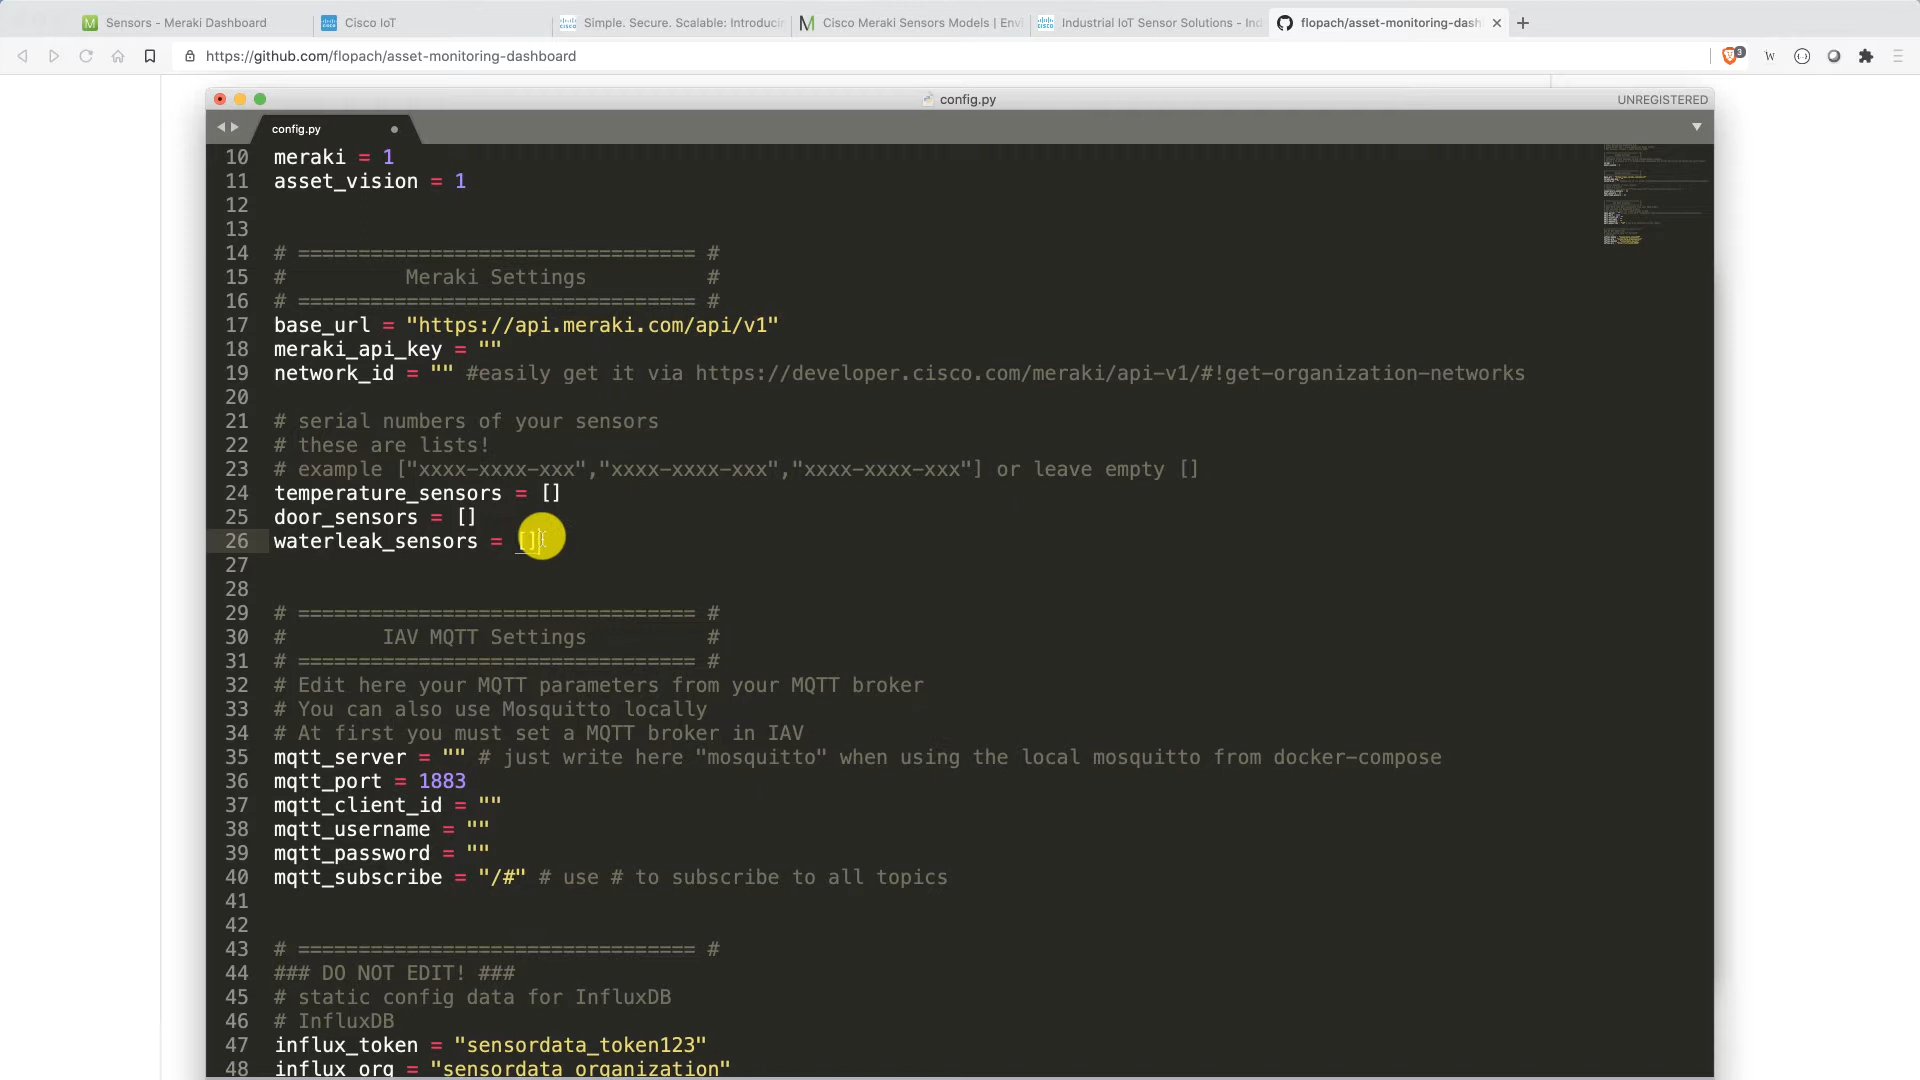 Sensors - Meraki Dashboard
Cisco IoT
Simple. Secure. Scalable: Introducin
Cisco Meraki Sensors Models | Envi
Industrial IoT Sensor Solutions - Ind
flopach/asset-monitoring-dash
https://github.com/flopach/asset-monitoring-dashboard
3
W
config.py
UNREGISTERED
config.py
10 meraki = 1
11 asset_vision = 1
12
13
14 # ================================= #
15 # Meraki Settings #
16 # ================================= #
17 base_url = "https://api.meraki.com/api/v1"
18 meraki_api_key = ""
19 network_id = "" #easily get it via https://developer.cisco.com/meraki/api-v1/#!get-organization-networks
20
21 # serial numbers of your sensors
22 # these are lists!
23 # example ["xxxx-xxxx-xxx","xxxx-xxxx-xxx","xxxx-xxxx-xxx"] or leave empty []
24 temperature_sensors = []
25 door_sensors = []
26 waterleak_sensors = []
27
28
29 # ================================= #
30 # IAV MQTT Settings #
31 # ================================= #
32 # Edit here your MQTT parameters from your MQTT broker
33 # You can also use Mosquitto locally
34 # At first you must set a MQTT broker in IAV
35 mqtt_server = "" # just write here "mosquitto" when using the local mosquitto from docker-compose
36 mqtt_port = 1883
37 mqtt_client_id = ""
38 mqtt_username = ""
39 mqtt_password = ""
40 mqtt_subscribe = "/#" # use # to subscribe to all topics
41
42
43 # ================================= #
44 ### DO NOT EDIT! ###
45 # static config data for InfluxDB
46 # InfluxDB
47 influx_token = "sensordata_token123"
48 influx_org = "sensordata_organization"